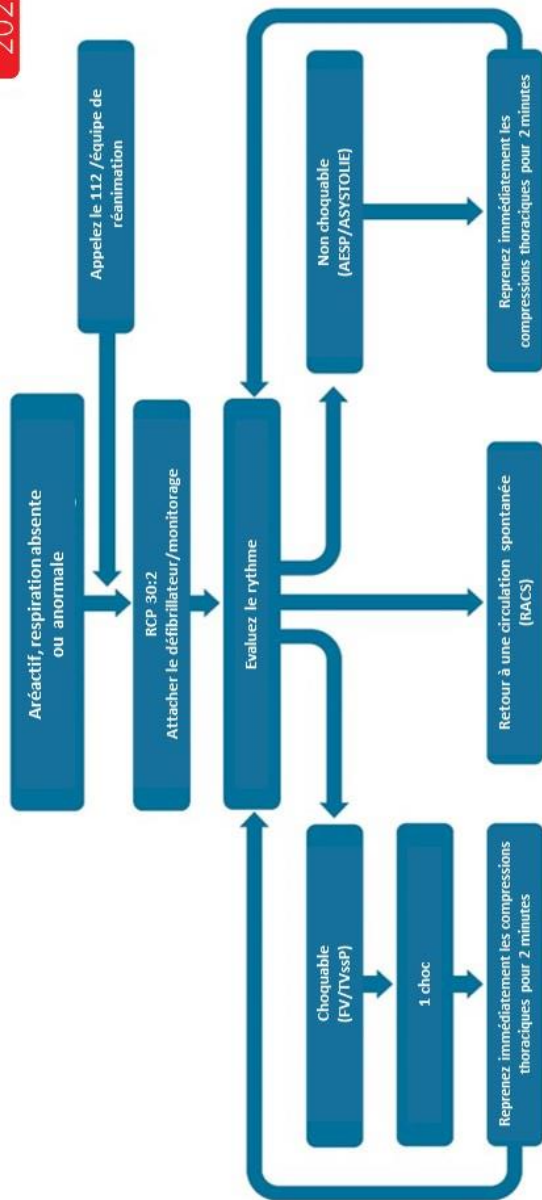 202
Aréactif, respiration absente
ou anormale
Appelez le 112 /équipe de
réanimation
RCP 30:2
Attacher le défibrillateur/monitorage
Evaluez le rythme
Choquable
(FV/TVssP)
Non choquable
(AESP/ASYSTOLIE)
1 choc
Reprenez immédiatement les compressions
thoraciques pour 2 minutes
Retour à une circulation spontanée
(RACS)
Reprenez immédiatement les
compressions thoraciques pour 2 minutes